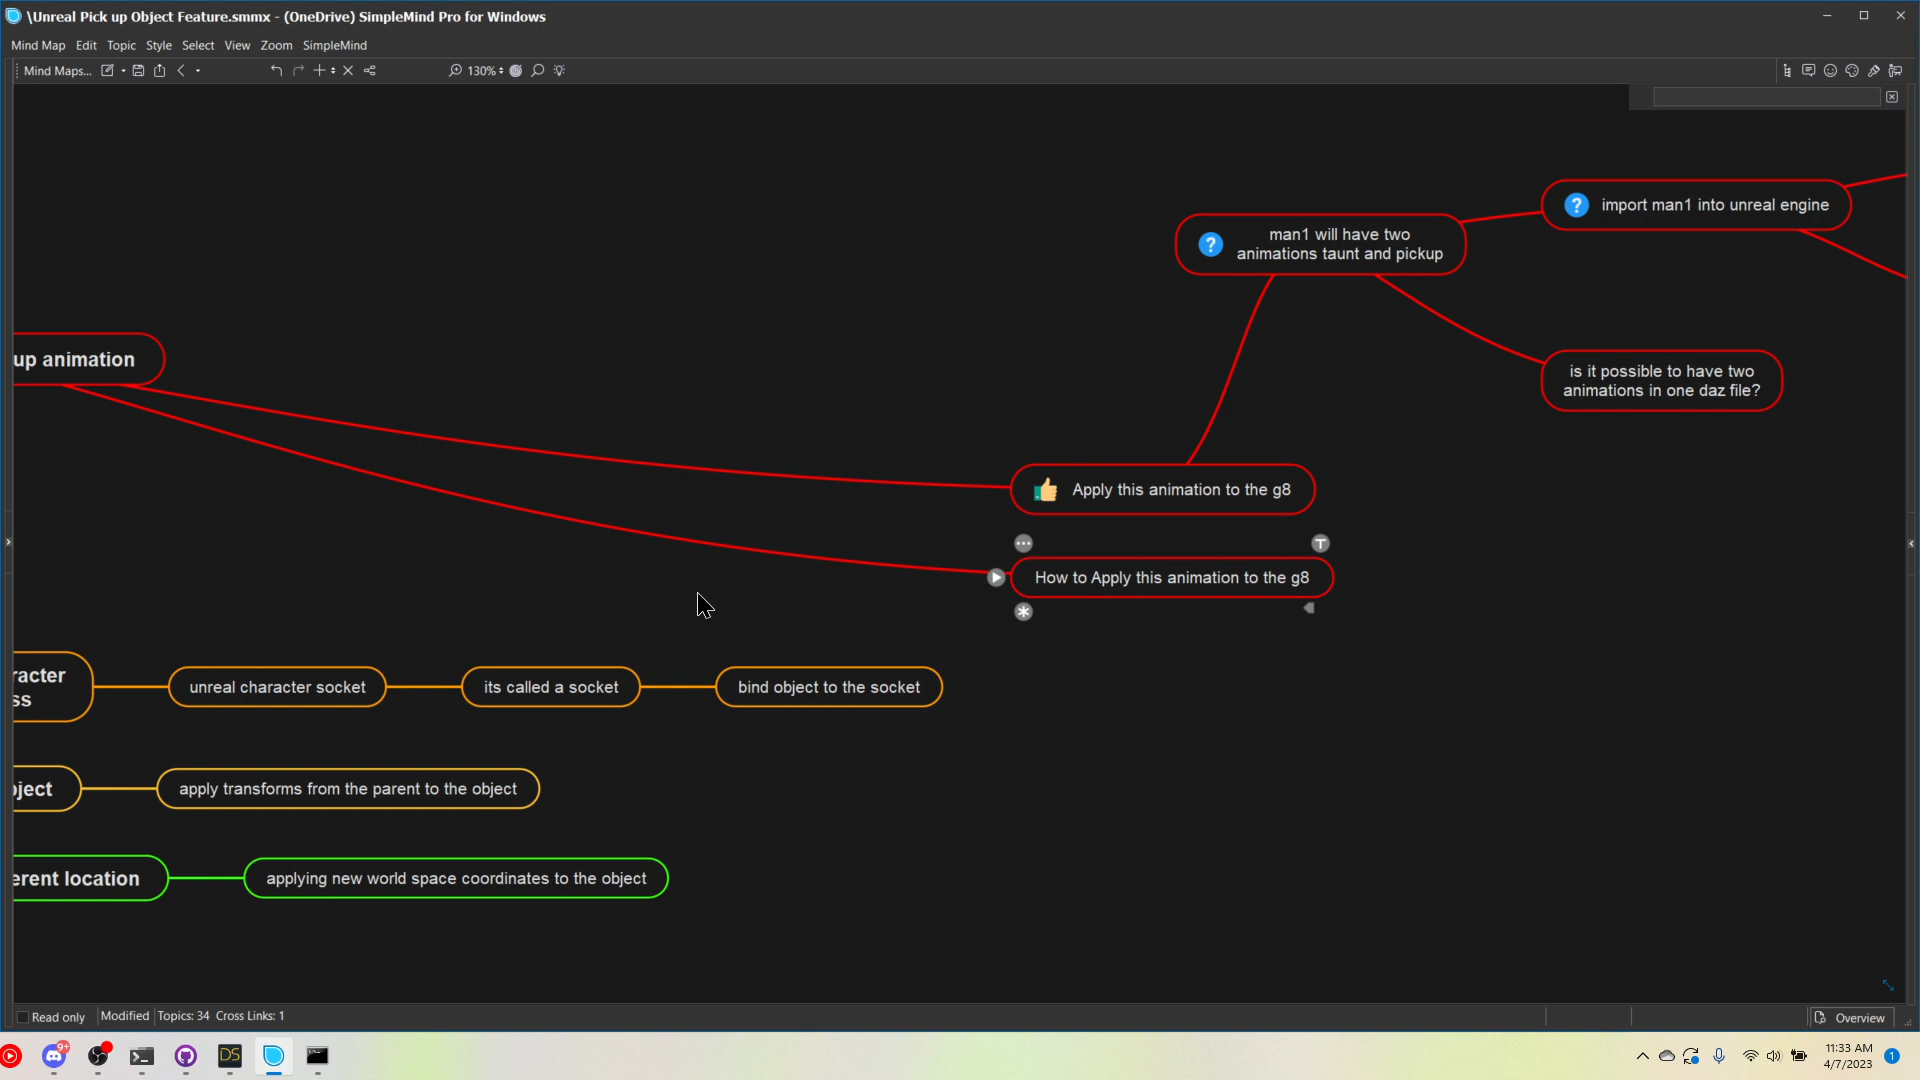 \Unreal Pick up Object Feature.smmx - (OneDrive) SimpleMind Pro for Windows
Mind Map Edit Topic Style Select View Zoom SimpleMind
Mind Maps... 130%
import man1 into unreal engine
man1 will have two
animations taunt and pickup
up animation
is it possible to have two
animations in one daz file?
Apply this animation to the g8
How to Apply this animation to the g8
racter
ss
unreal character socket
its called a socket
bind object to the socket
ject
apply transforms from the parent to the object
erent location
applying new world space coordinates to the object
Read only Modified Topics: 34 Cross Links: 1
Overview
9+
DS
11:33 AM
4/7/2023
1